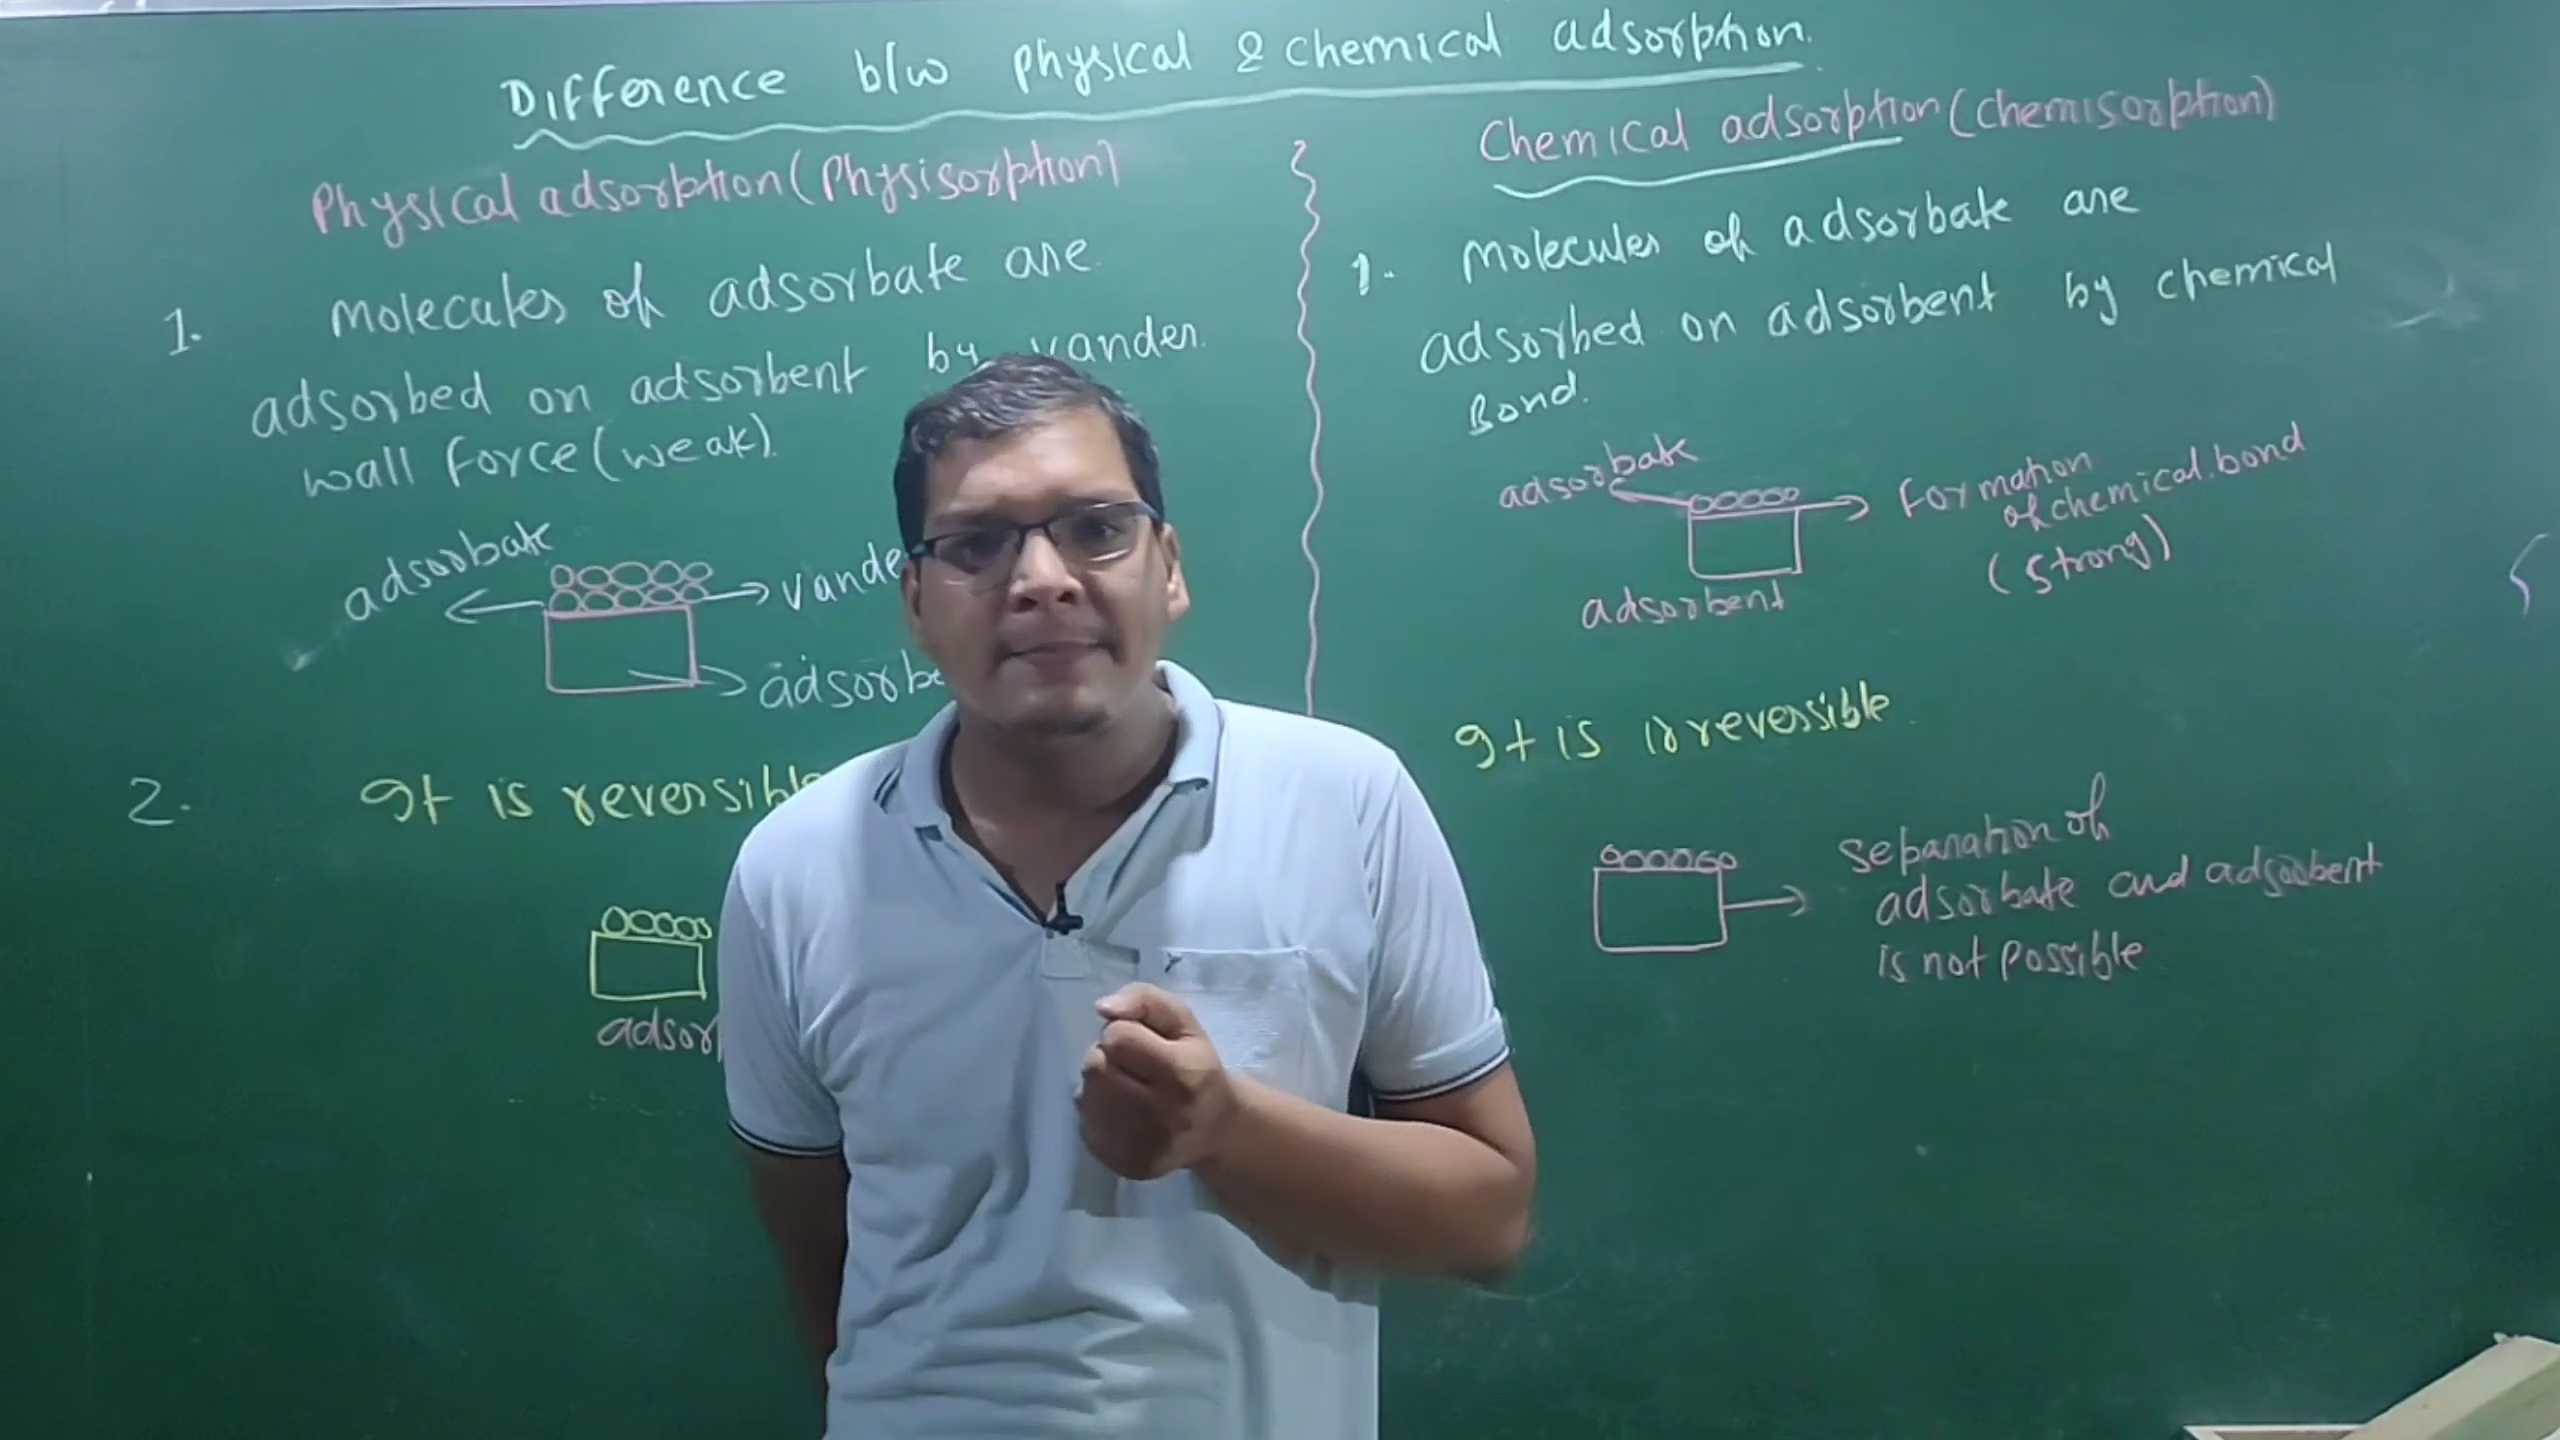 Difference b/w physical & chemical adsorption.
Physical adsorption (Physisorption)
1. Molecules of adsorbate are
adsorbed on adsorbent by vander
wall force (weak).
adsorbate
vande
adsorbe
2. It is reversible
adsor
Chemical adsorption (chemisorption)
1. Molecules of adsorbate are
adsorbed on adsorbent by chemical
Bond.
adsorbate
Formation
of chemical bond
(strong)
adsorbent
It is irreversible.
separation of
adsorbate and adsorbent
is not possible